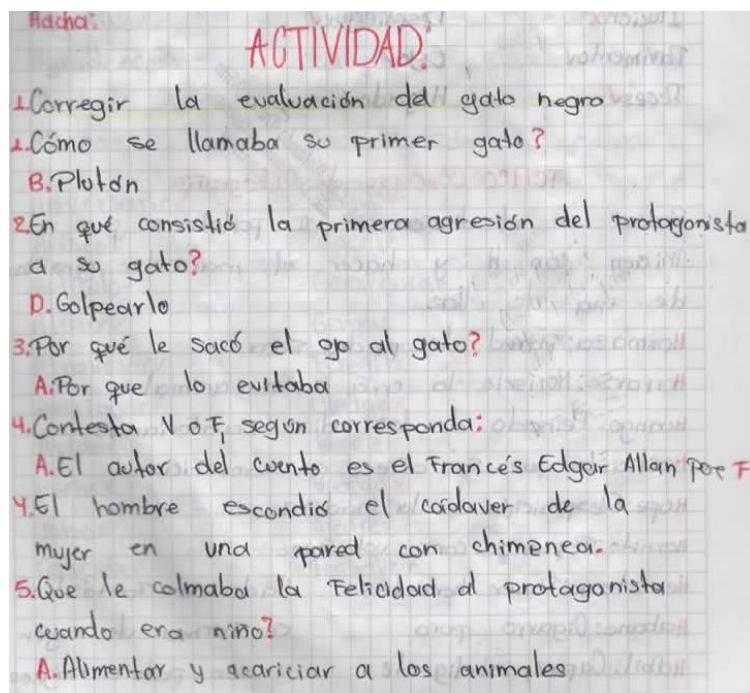 Hacha:
ACTIVIDAD:
1.Corregir la evaluación del gato negro
1.Cómo se llamaba su primer gato?
B.Plutón
2.En qué consistió la primera agresión del protagonista
a su gato?
D.Golpearlo
3.Por qué le sacó el ojo al gato?
A.Por que lo evitaba
4.Contesta V o F, según corresponda:
A.El autor del cuento es el Francés Edgar Allan Poe F
4.El hombre escondió el cadaver de la
mujer en una pared con chimenea.
5.Que le colmaba la Felicidad al protagonista
cuando era niño?
A.Alimentar y acariciar a los animales